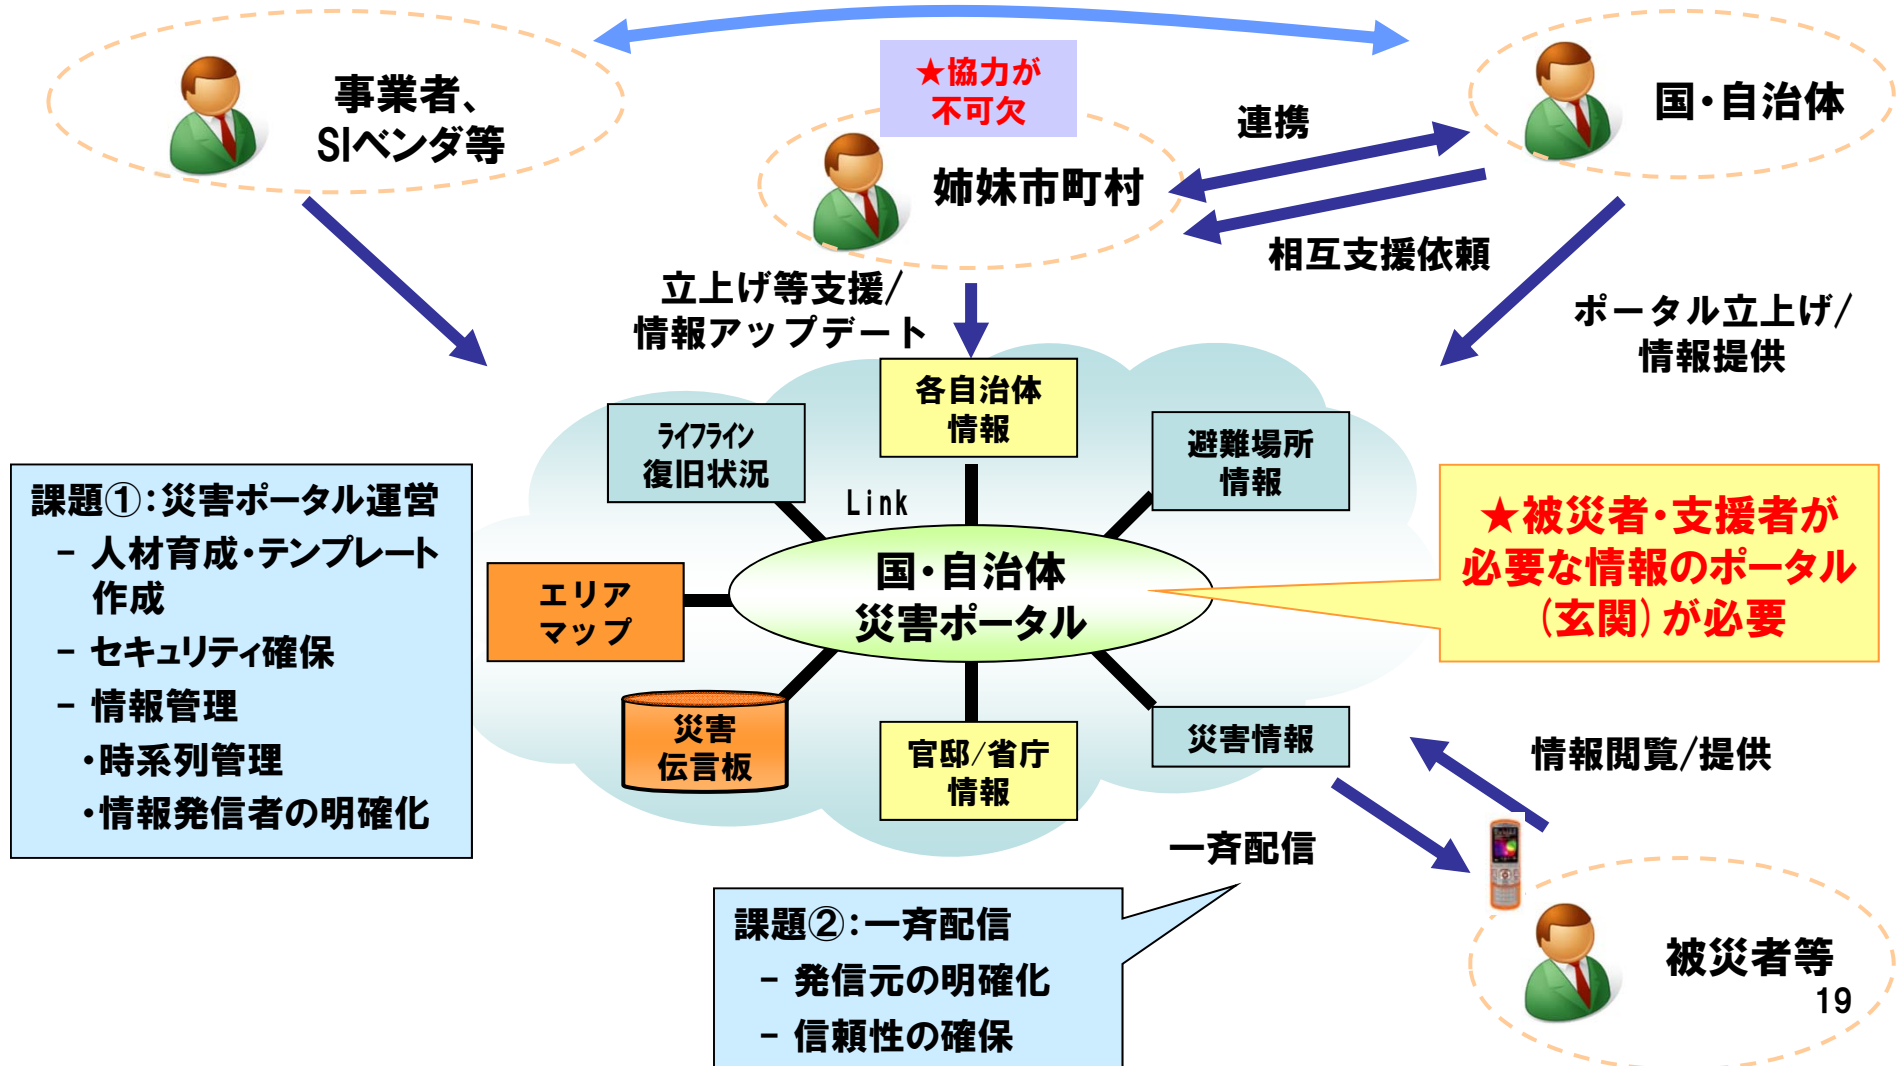 事業者、
SIベンダ等
★協力が
不可欠
姉妹市町村
連携
国・自治体
相互支援依頼
立上げ等支援/
情報アップデート
ポータル立上げ/
情報提供
各自治体
情報
ライフライン
復旧状況
避難場所
情報
Link
課題①：災害ポータル運営
- 人材育成・テンプレート
作成
- セキュリティ確保
- 情報管理
・時系列管理
・情報発信者の明確化
エリア
マップ
国・自治体
災害ポータル
★被災者・支援者が
必要な情報のポータル
(玄関)が必要
災害
伝言板
官邸/省庁
情報
災害情報
情報閲覧/提供
一斉配信
課題②：一斉配信
- 発信元の明確化
- 信頼性の確保
被災者等
19